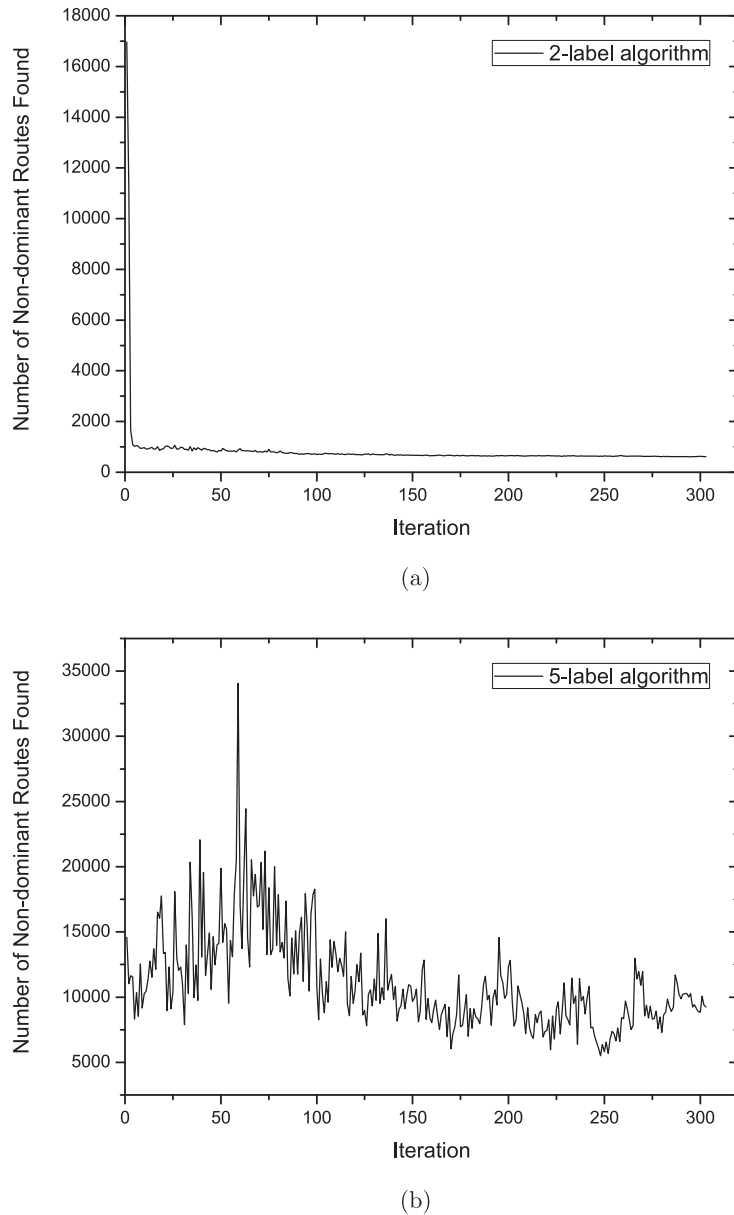 18000
16000
14000
12000
10000
8000
6000
4000
2000
0
Number of Non-dominant Routes Found
2-label algorithm
0 50 100 150 200 250 300
Iteration
(a)
35000
30000
25000
20000
15000
10000
5000
Number of Non-dominant Routes Found
5-label algorithm
0 50 100 150 200 250 300
Iteration
(b)